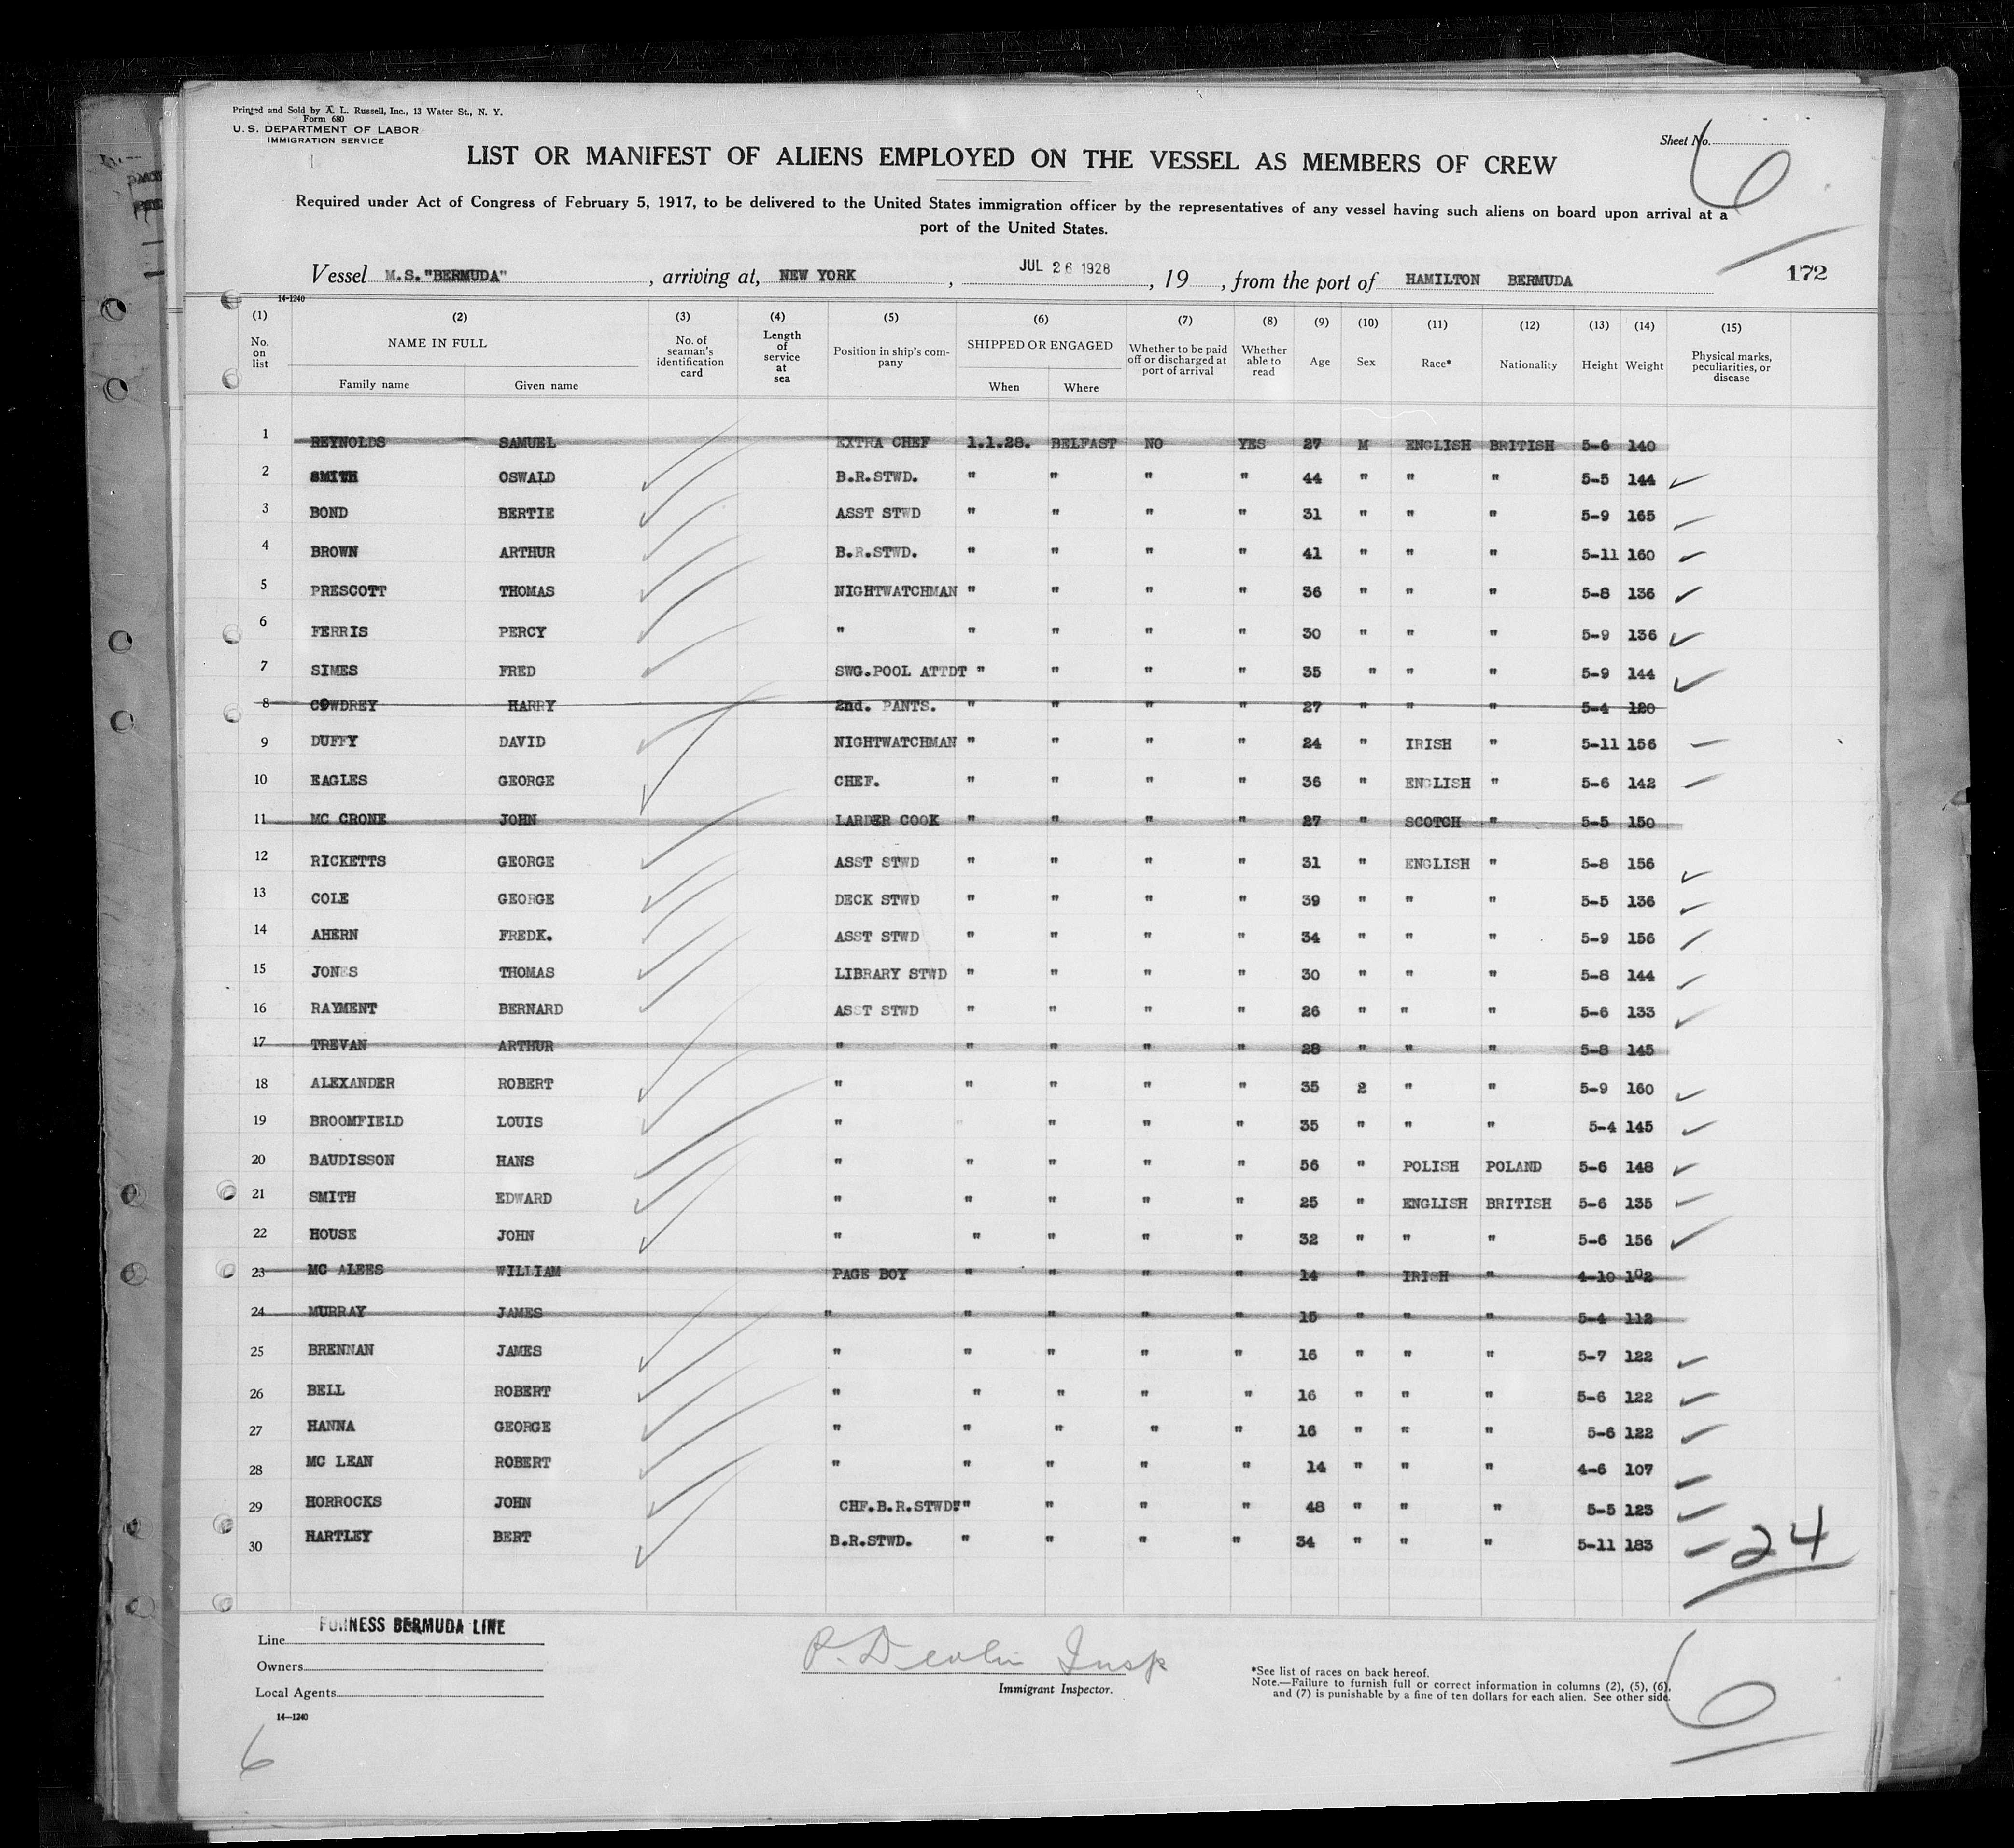 Printed and Sold by A. L. Russell, Inc., 13 Water St., N. Y.
Form 680
U. S. DEPARTMENT OF LABOR
IMMIGRATION SERVICE
Sheet No. 6
LIST OR MANIFEST OF ALIENS EMPLOYED ON THE VESSEL AS MEMBERS OF CREW
Required under Act of Congress of February 5, 1917, to be delivered to the United States immigration officer by the representatives of any vessel having such aliens on board upon arrival at a
port of the United States.
Vessel M.S. "BERMUDA", arriving at, NEW YORK, JUL 26 1928, 19, from the port of HAMILTON BERMUDA 172
14-1240
(1) (2) (3) (4) (5) (6) (7) (8) (9) (10) (11) (12) (13) (14) (15)
No. on list NAME IN FULL Family name Given name No. of seaman's identification card Length of service at sea Position in ship's company SHIPPED OR ENGAGED When Where Whether to be paid off or discharged at port of arrival Whether able to read Age Sex Race* Nationality Height Weight Physical marks, peculiarities, or disease
1 REYNOLDS SAMUEL EXTRA CHEF 1.1.28. BELFAST NO YES 27 M ENGLISH BRITISH 5-6 140
2 SMITH OSWALD B.R.STWD. " " " " 44 " " " 5-5 144
3 BOND BERTIE ASST STWD " " " " 31 " " " 5-9 165
4 BROWN ARTHUR B.R.STWD. " " " " 41 " " " 5-11 160
5 PRESCOTT THOMAS NIGHTWATCHMAN " " " " 36 " " " 5-8 136
6 FERRIS PERCY " " " " " 30 " " " 5-9 136
7 SIMES FRED SWG.POOL ATTDT " " " " 35 " " " 5-9 144
8 COWDREY HARRY 2nd. PANTS. " " " " 27 " " " 5-4 120
9 DUFFY DAVID NIGHTWATCHMAN " " " " 24 " IRISH " 5-11 156
10 EAGLES GEORGE CHEF. " " " " 36 " ENGLISH " 5-6 142
11 MC CRONE JOHN LARDER COOK " " " " 27 " SCOTCH " 5-5 150
12 RICKETTS GEORGE ASST STWD " " " " 31 " ENGLISH " 5-8 156
13 COLE GEORGE DECK STWD " " " " 39 " " " 5-5 136
14 AHERN FREDK. ASST STWD " " " " 34 " " " 5-9 156
15 JONES THOMAS LIBRARY STWD " " " " 30 " " " 5-8 144
16 RAYMENT BERNARD ASST STWD " " " " 26 " " " 5-6 133
17 TREVAN ARTHUR " " " " " 28 " " " 5-8 145
18 ALEXANDER ROBERT " " " " " 35 2 " " 5-9 160
19 BROOMFIELD LOUIS " " " " " 35 " " " 5-4 145
20 BAUDISSON HANS " " " " " 56 " POLISH POLAND 5-6 148
21 SMITH EDWARD " " " " " 25 " ENGLISH BRITISH 5-6 135
22 HOUSE JOHN " " " " " 32 " " " 5-6 156
23 MC ALEES WILLIAM PAGE BOY " " " " 14 " IRISH " 4-10 102
24 MURRAY JAMES " " " " " 15 " " " 5-4 112
25 BRENNAN JAMES " " " " " 16 " " " 5-7 122
26 BELL ROBERT " " " " " 16 " " " 5-6 122
27 HANNA GEORGE " " " " " 16 " " " 5-6 122
28 MC LEAN ROBERT " " " " " 14 " " " 4-6 107
29 HORROCKS JOHN CHF.B.R.STWD. " " " " 48 " " " 5-5 123
30 HARTLEY BERT B.R.STWD. " " " " 34 " " " 5-11 183
24
Line FURNESS BERMUDA LINE
Owners
Local Agents
14—1240
P. Devlin Insp
Immigrant Inspector.
*See list of races on back hereof.
Note.—Failure to furnish full or correct information in columns (2), (5), (6),
and (7) is punishable by a fine of ten dollars for each alien. See other side.
6
6